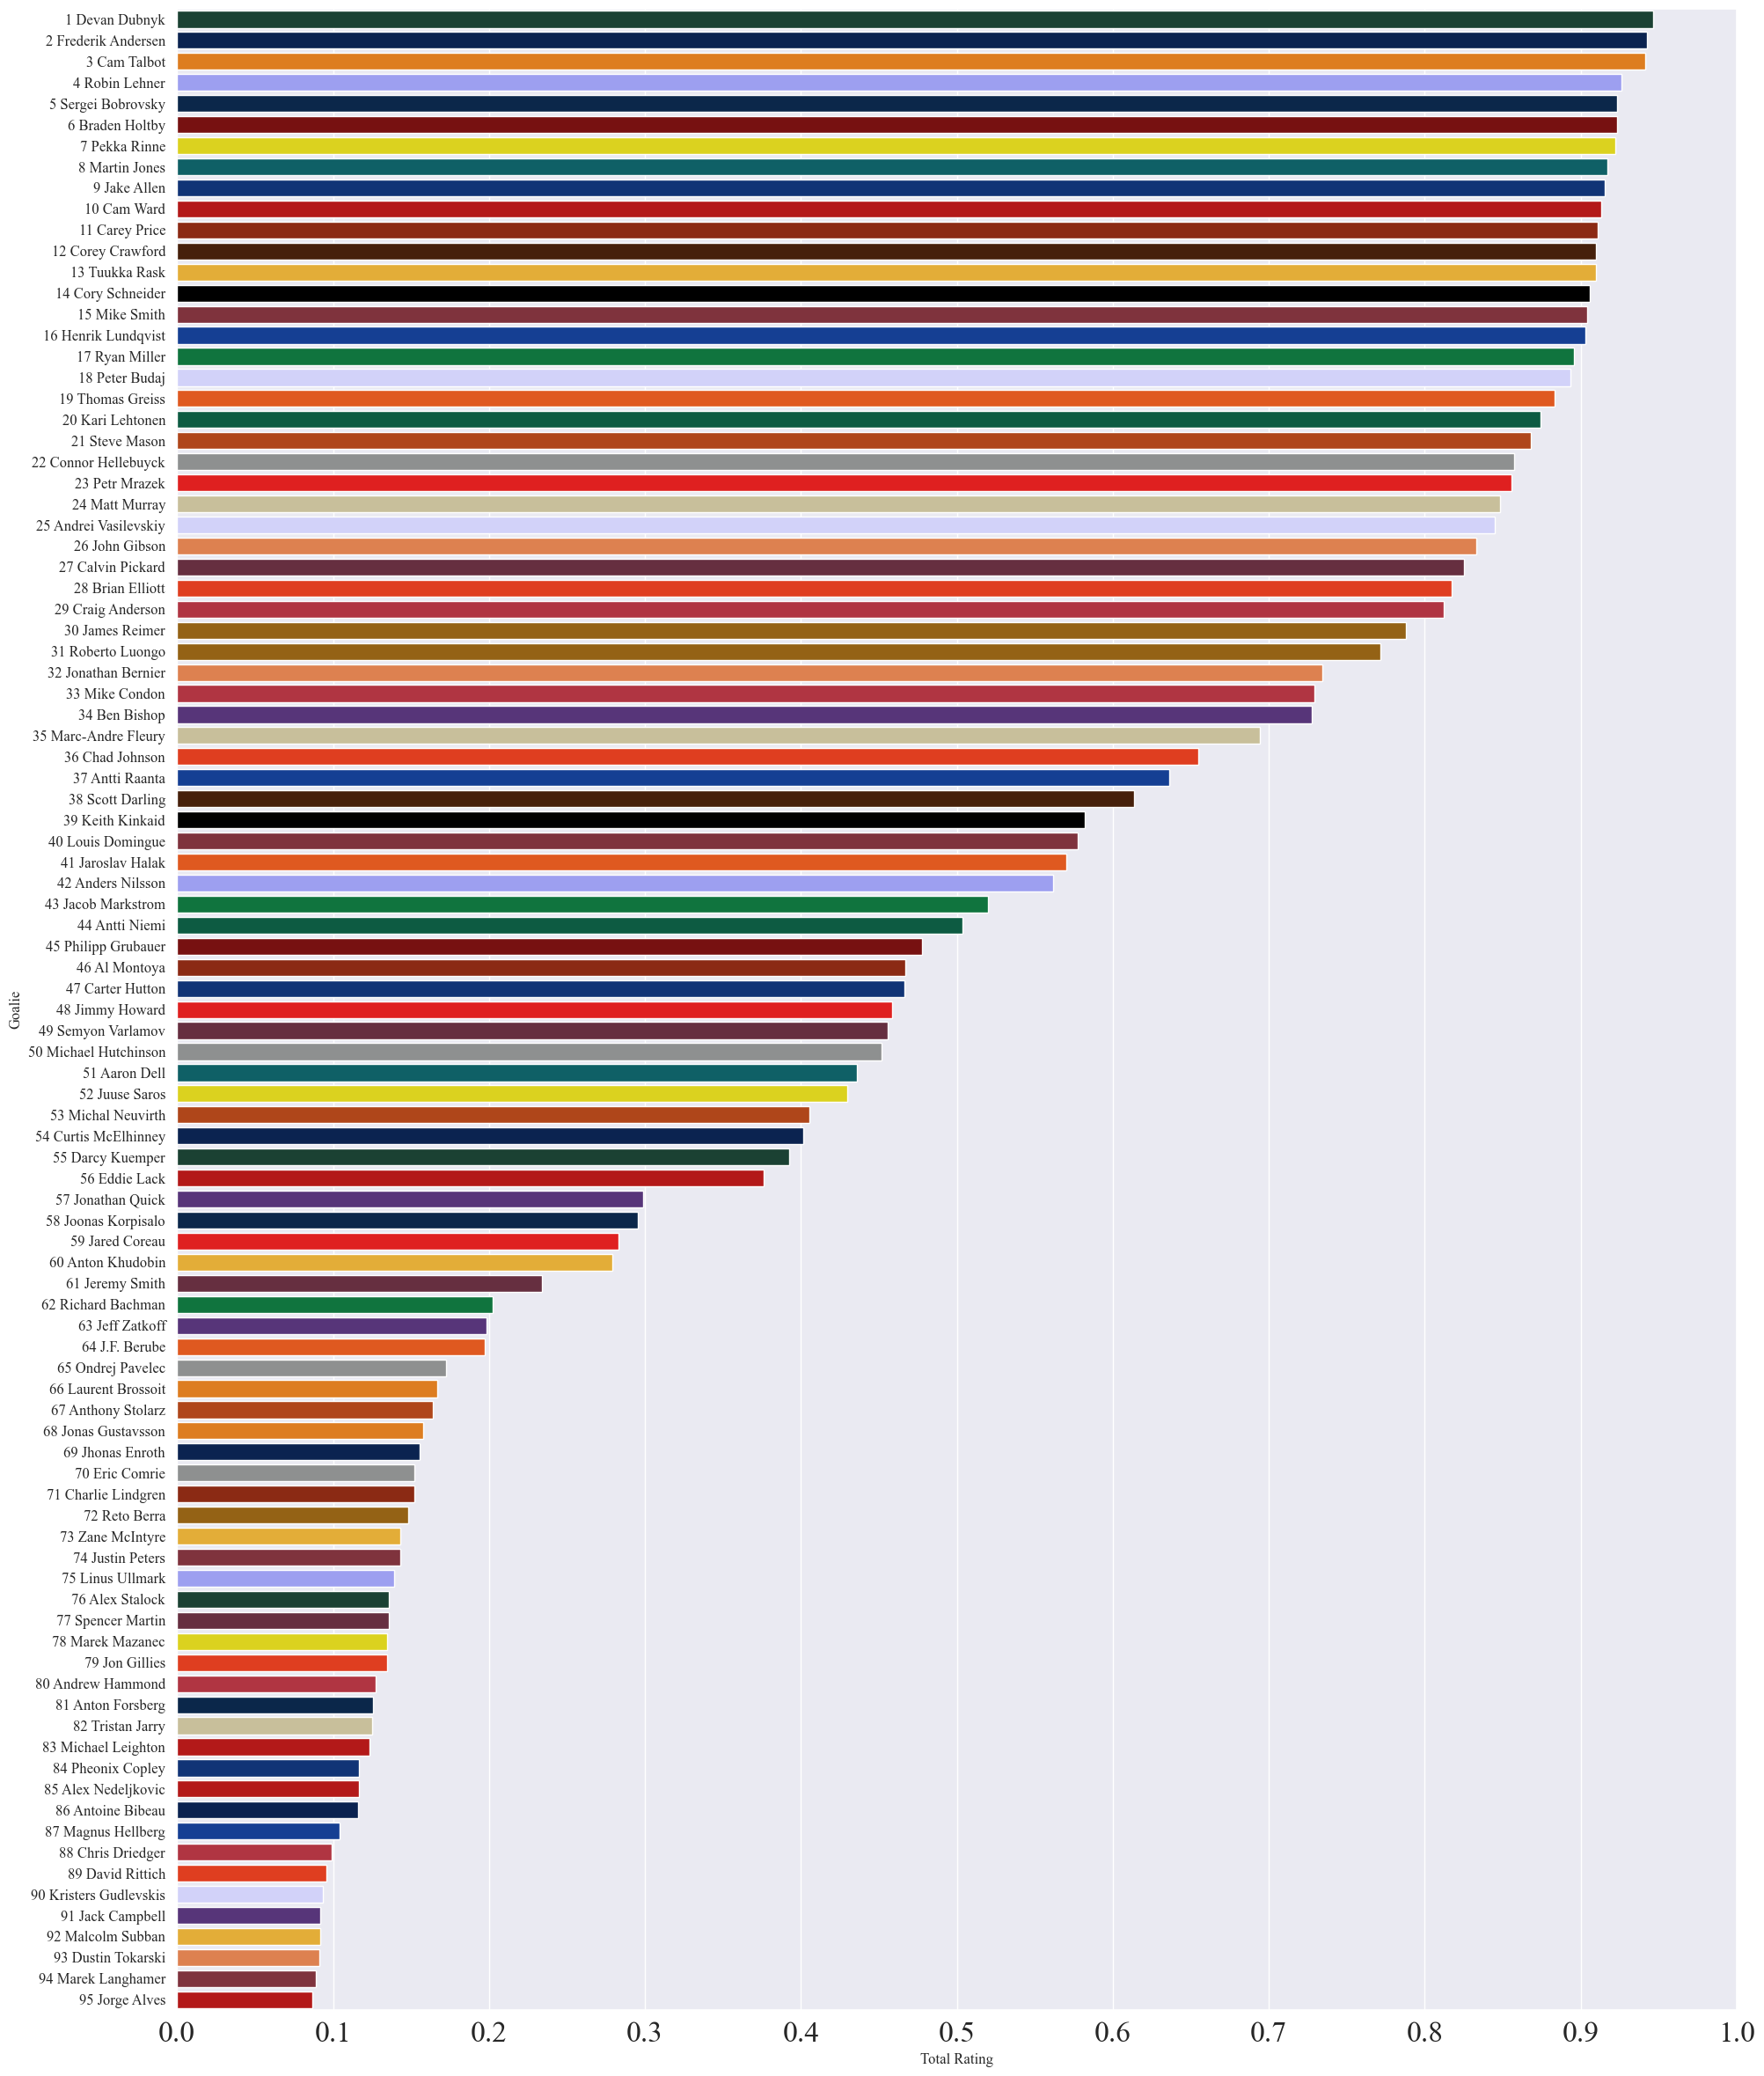 1 Devan Dubnyk
2 Frederik Andersen
3 Cam Talbot
4 Robin Lehner
5 Sergei Bobrovsky
6 Braden Holtby
7 Pekka Rinne
8 Martin Jones
9 Jake Allen
10 Cam Ward
11 Carey Price
12 Corey Crawford
13 Tuukka Rask
14 Cory Schneider
15 Mike Smith
16 Henrik Lundqvist
17 Ryan Miller
18 Peter Budaj
19 Thomas Greiss
20 Kari Lehtonen
21 Steve Mason
22 Connor Hellebuyck
23 Petr Mrazek
24 Matt Murray
25 Andrei Vasilevskiy
26 John Gibson
27 Calvin Pickard
28 Brian Elliott
29 Craig Anderson
30 James Reimer
31 Roberto Luongo
32 Jonathan Bernier
33 Mike Condon
34 Ben Bishop
35 Marc-Andre Fleury
36 Chad Johnson
37 Antti Raanta
38 Scott Darling
39 Keith Kinkaid
40 Louis Domingue
41 Jaroslav Halak
42 Anders Nilsson
43 Jacob Markstrom
44 Antti Niemi
45 Philipp Grubauer
46 Al Montoya
47 Carter Hutton
48 Jimmy Howard
49 Semyon Varlamov
50 Michael Hutchinson
51 Aaron Dell
52 Juuse Saros
53 Michal Neuvirth
54 Curtis McElhinney
55 Darcy Kuemper
56 Eddie Lack
57 Jonathan Quick
58 Joonas Korpisalo
59 Jared Coreau
60 Anton Khudobin
61 Jeremy Smith
62 Richard Bachman
63 Jeff Zatkoff
64 J.F. Berube
65 Ondrej Pavelec
66 Laurent Brossoit
67 Anthony Stolarz
68 Jonas Gustavsson
69 Jhonas Enroth
70 Eric Comrie
71 Charlie Lindgren
72 Reto Berra
73 Zane McIntyre
74 Justin Peters
75 Linus Ullmark
76 Alex Stalock
77 Spencer Martin
78 Marek Mazanec
79 Jon Gillies
80 Andrew Hammond
81 Anton Forsberg
82 Tristan Jarry
83 Michael Leighton
84 Pheonix Copley
85 Alex Nedeljkovic
86 Antoine Bibeau
87 Magnus Hellberg
88 Chris Driedger
89 David Rittich
90 Kristers Gudlevskis
91 Jack Campbell
92 Malcolm Subban
93 Dustin Tokarski
94 Marek Langhamer
95 Jorge Alves
Goalie
0.0 0.1 0.2 0.3 0.4 0.5 0.6 0.7 0.8 0.9 1.0
Total Rating